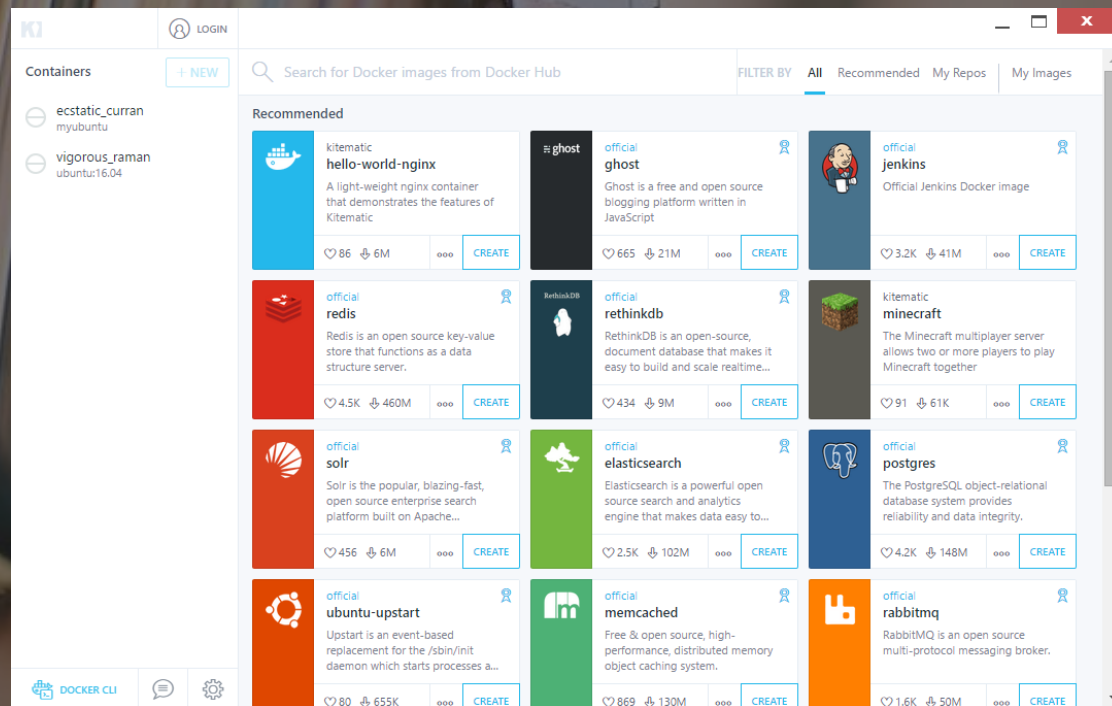 LOGIN
Containers
+ NEW
ecstatic_curran
myubuntu
vigorous_raman
ubuntu:16.04
DOCKER CLI
Search for Docker images from Docker Hub
FILTER BY All Recommended My Repos My Images
Recommended
kitematic
hello-world-nginx
A light-weight nginx container
that demonstrates the features of
Kitematic
86 6M CREATE
ghost
official
ghost
Ghost is a free and open source
blogging platform written in
JavaScript
665 21M CREATE
official
jenkins
Official Jenkins Docker image
3.2K 41M CREATE
official
redis
Redis is an open source key-value
store that functions as a data
structure server.
4.5K 460M CREATE
RethinkDB
official
rethinkdb
RethinkDB is an open-source,
document database that makes it
easy to build and scale realtime...
434 9M CREATE
kitematic
minecraft
The Minecraft multiplayer server
allows two or more players to play
Minecraft together
91 61K CREATE
official
solr
Solr is the popular, blazing-fast,
open source enterprise search
platform built on Apache...
456 6M CREATE
official
elasticsearch
Elasticsearch is a powerful open
source search and analytics
engine that makes data easy to...
2.5K 102M CREATE
official
postgres
The PostgreSQL object-relational
database system provides
reliability and data integrity.
4.2K 148M CREATE
official
ubuntu-upstart
Upstart is an event-based
replacement for the /sbin/init
daemon which starts processes a...
80 655K CREATE
official
memcached
Free & open source, high-
performance, distributed memory
object caching system.
869 130M CREATE
official
rabbitmq
RabbitMQ is an open source
multi-protocol messaging broker.
1.6K 50M CREATE